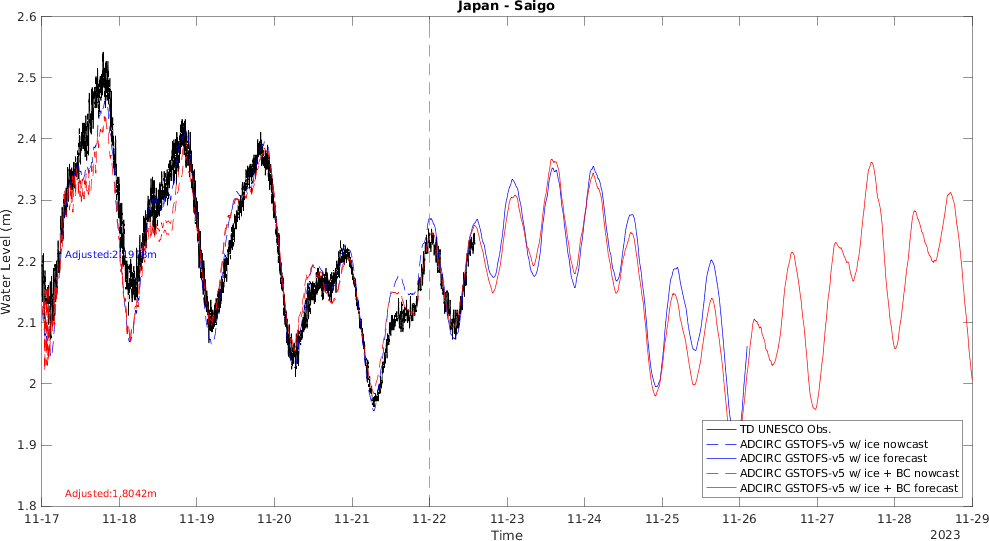 Japan - Saigo
2.6
2.5
2.4
2.3
2.2
2.1
2
1.9
1.8
Water Level (m)
Adjusted:1.8042m
TD UNESCO Obs.
ADCIRC GSTOFS-v5 w/ ice nowcast
ADCIRC GSTOFS-v5 w/ ice forecast
ADCIRC GSTOFS-v5 w/ ice + BC nowcast
ADCIRC GSTOFS-v5 w/ ice + BC forecast
11-17 11-18 11-19 11-20 11-21 11-22 11-23 11-24 11-25 11-26 11-27 11-28 11-29
Time
2023